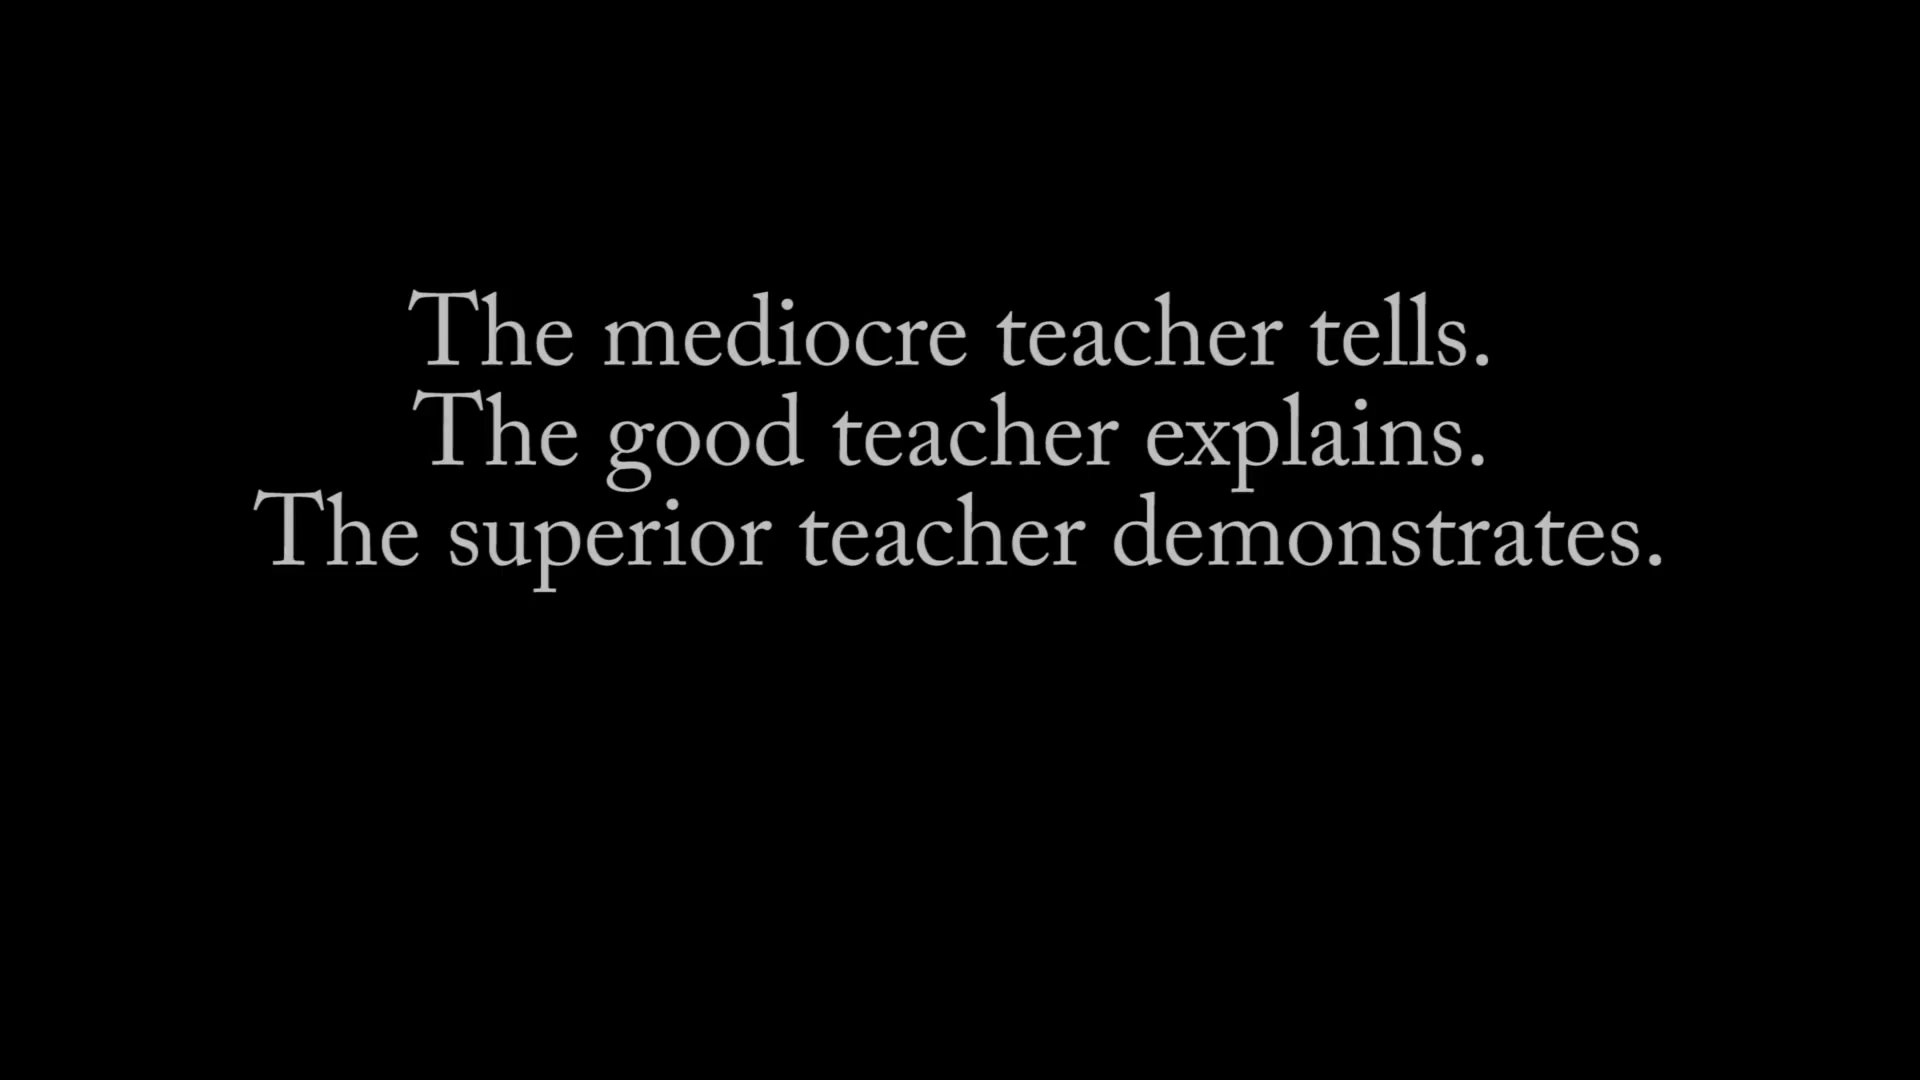 The mediocre teacher tells.
The good teacher explains.
The superior teacher demonstrates.